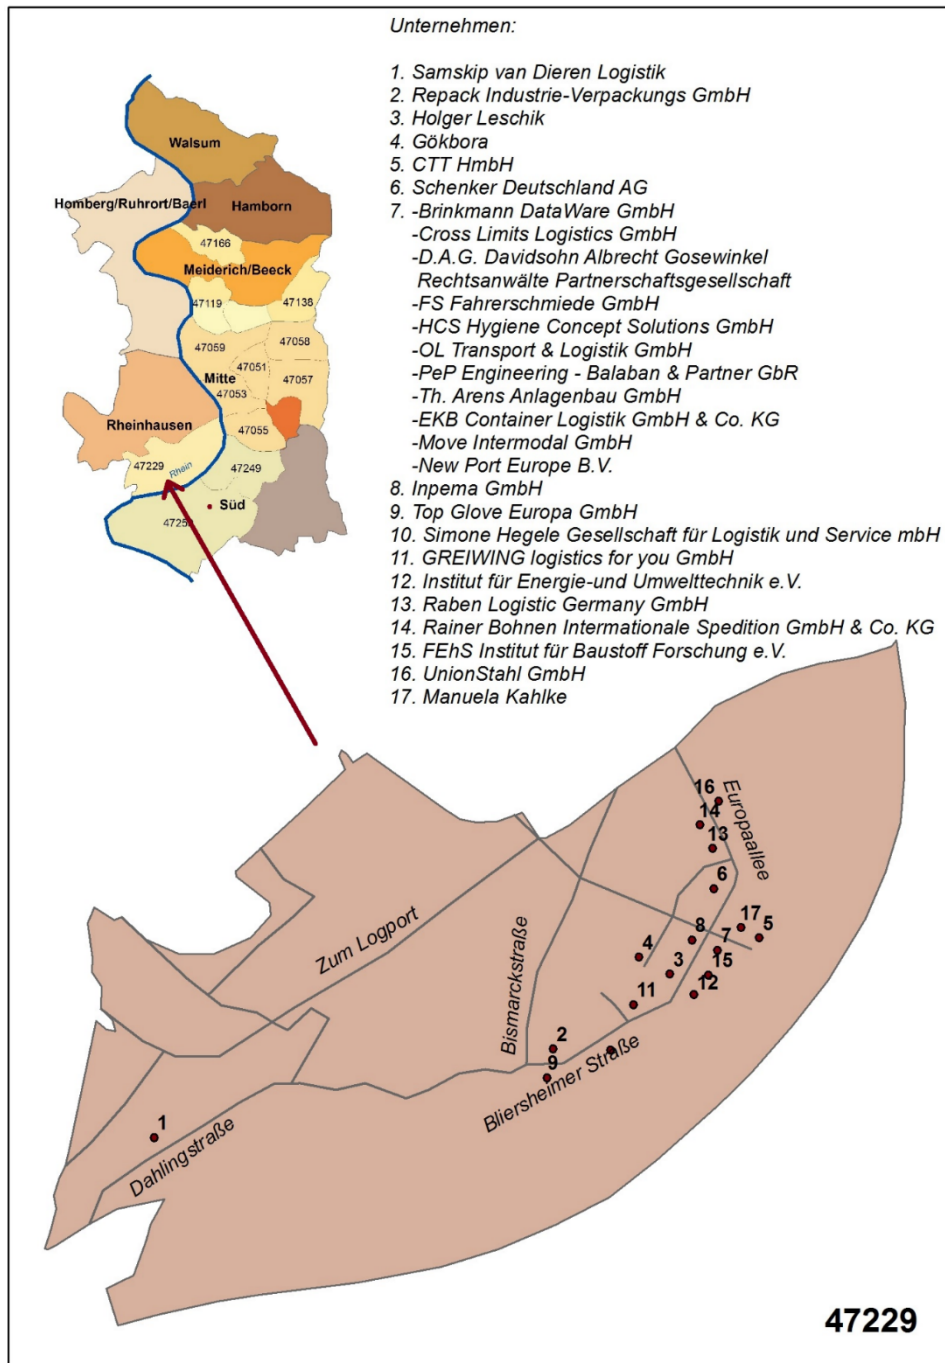 Unternehmen:
1. Samskip van Dieren Logistik
2. Repack Industrie-Verpackungs GmbH
3. Holger Leschik
4. Gökbora
5. CTT HmbH
6. Schenker Deutschland AG
7. -Brinkmann DataWare GmbH
-Cross Limits Logistics GmbH
-D.A.G. Davidsohn Albrecht Gosewinkel
Rechtsanwälte Partnerschaftsgesellschaft
-FS Fahrerschmiede GmbH
-HCS Hygiene Concept Solutions GmbH
-OL Transport & Logistik GmbH
-PeP Engineering - Balaban & Partner GbR
-Th. Arens Anlagenbau GmbH
-EKB Container Logistik GmbH & Co. KG
-Move Intermodal GmbH
-New Port Europe B.V.
8. Inpema GmbH
9. Top Glove Europa GmbH
10. Simone Hegele Gesellschaft für Logistik und Service mbH
11. GREIWING logistics for you GmbH
12. Institut für Energie-und Umwelttechnik e.V.
13. Raben Logistic Germany GmbH
14. Rainer Bohnen Internationale Spedition GmbH & Co. KG
15. FEhS Institut für Baustoff Forschung e.V.
16. UnionStahl GmbH
17. Manuela Kahlke
Walsum
Homberg/Ruhrort/Baerl
Hamborn
47166
Meiderich/Beeck
47119
47138
47059
47058
47051
Mitte
47057
47053
Rheinhausen
47055
47229
Rhein
47249
Süd
16
Europaallee
14
13
6
17
5
8
7
4
3
15
12
11
Zum Logport
Bismarckstraße
2
9
Bliersheimer Straße
1
Dahlingstraße
47229